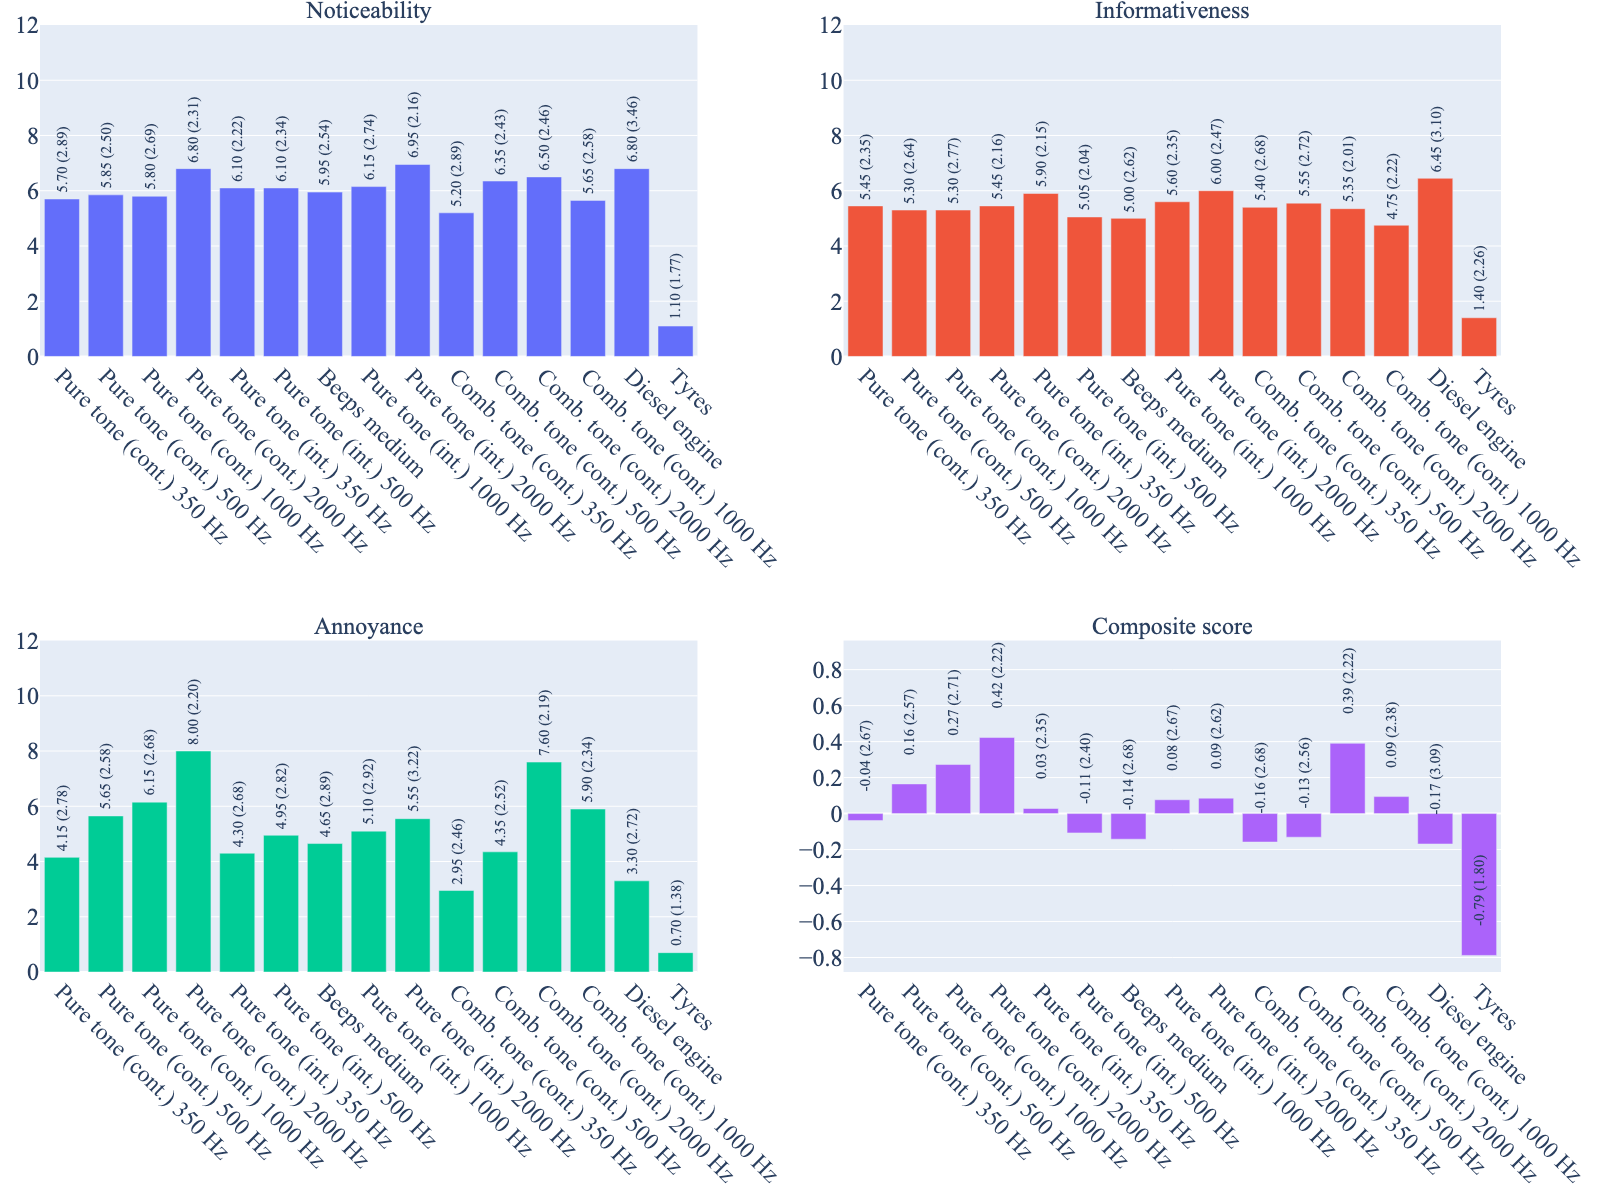 Noticeability
12
10
8
6
4
2
0
5.70 (2.89)
5.85 (2.50)
5.80 (2.69)
6.80 (2.31)
6.10 (2.22)
6.10 (2.34)
5.95 (2.54)
6.15 (2.74)
6.95 (2.16)
5.20 (2.89)
6.35 (2.43)
6.50 (2.46)
5.65 (2.58)
6.80 (3.46)
1.10 (1.77)
Pure tone (cont.) 350 Hz
Pure tone (cont.) 500 Hz
Pure tone (cont.) 1000 Hz
Pure tone (cont.) 2000 Hz
Pure tone (int.) 350 Hz
Pure tone (int.) 500 Hz
Beeps medium
Pure tone (int.) 1000 Hz
Pure tone (int.) 2000 Hz
Comb. tone (cont.) 350 Hz
Comb. tone (cont.) 500 Hz
Comb. tone (cont.) 2000 Hz
Comb. tone (cont.) 1000 Hz
Diesel engine
Tyres
Informativeness
12
10
8
6
4
2
0
5.45 (2.35)
5.30 (2.64)
5.30 (2.77)
5.45 (2.16)
5.90 (2.15)
5.05 (2.04)
5.00 (2.62)
5.60 (2.35)
6.00 (2.47)
5.40 (2.68)
5.55 (2.72)
5.35 (2.01)
4.75 (2.22)
6.45 (3.10)
1.40 (2.26)
Pure tone (cont.) 350 Hz
Pure tone (cont.) 500 Hz
Pure tone (cont.) 1000 Hz
Pure tone (cont.) 2000 Hz
Pure tone (int.) 350 Hz
Pure tone (int.) 500 Hz
Beeps medium
Pure tone (int.) 1000 Hz
Pure tone (int.) 2000 Hz
Comb. tone (cont.) 350 Hz
Comb. tone (cont.) 500 Hz
Comb. tone (cont.) 2000 Hz
Comb. tone (cont.) 1000 Hz
Diesel engine
Tyres
Annoyance
12
10
8
6
4
2
0
4.15 (2.78)
5.65 (2.58)
6.15 (2.68)
8.00 (2.20)
4.30 (2.68)
4.95 (2.82)
4.65 (2.89)
5.10 (2.92)
5.55 (3.22)
2.95 (2.46)
4.35 (2.52)
7.60 (2.19)
5.90 (2.34)
3.30 (2.72)
0.70 (1.38)
Pure tone (cont.) 350 Hz
Pure tone (cont.) 500 Hz
Pure tone (cont.) 1000 Hz
Pure tone (cont.) 2000 Hz
Pure tone (int.) 350 Hz
Pure tone (int.) 500 Hz
Beeps medium
Pure tone (int.) 1000 Hz
Pure tone (int.) 2000 Hz
Comb. tone (cont.) 350 Hz
Comb. tone (cont.) 500 Hz
Comb. tone (cont.) 2000 Hz
Comb. tone (cont.) 1000 Hz
Diesel engine
Tyres
Composite score
0.8
0.6
0.4
0.2
0
−0.2
−0.4
−0.6
−0.8
-0.04 (2.67)
0.16 (2.57)
0.27 (2.71)
0.42 (2.22)
0.03 (2.35)
-0.11 (2.40)
-0.14 (2.68)
0.08 (2.67)
0.09 (2.62)
-0.16 (2.68)
-0.13 (2.56)
0.39 (2.22)
0.09 (2.38)
-0.17 (3.09)
-0.79 (1.80)
Pure tone (cont.) 350 Hz
Pure tone (cont.) 500 Hz
Pure tone (cont.) 1000 Hz
Pure tone (cont.) 2000 Hz
Pure tone (int.) 350 Hz
Pure tone (int.) 500 Hz
Beeps medium
Pure tone (int.) 1000 Hz
Pure tone (int.) 2000 Hz
Comb. tone (cont.) 350 Hz
Comb. tone (cont.) 500 Hz
Comb. tone (cont.) 2000 Hz
Comb. tone (cont.) 1000 Hz
Diesel engine
Tyres